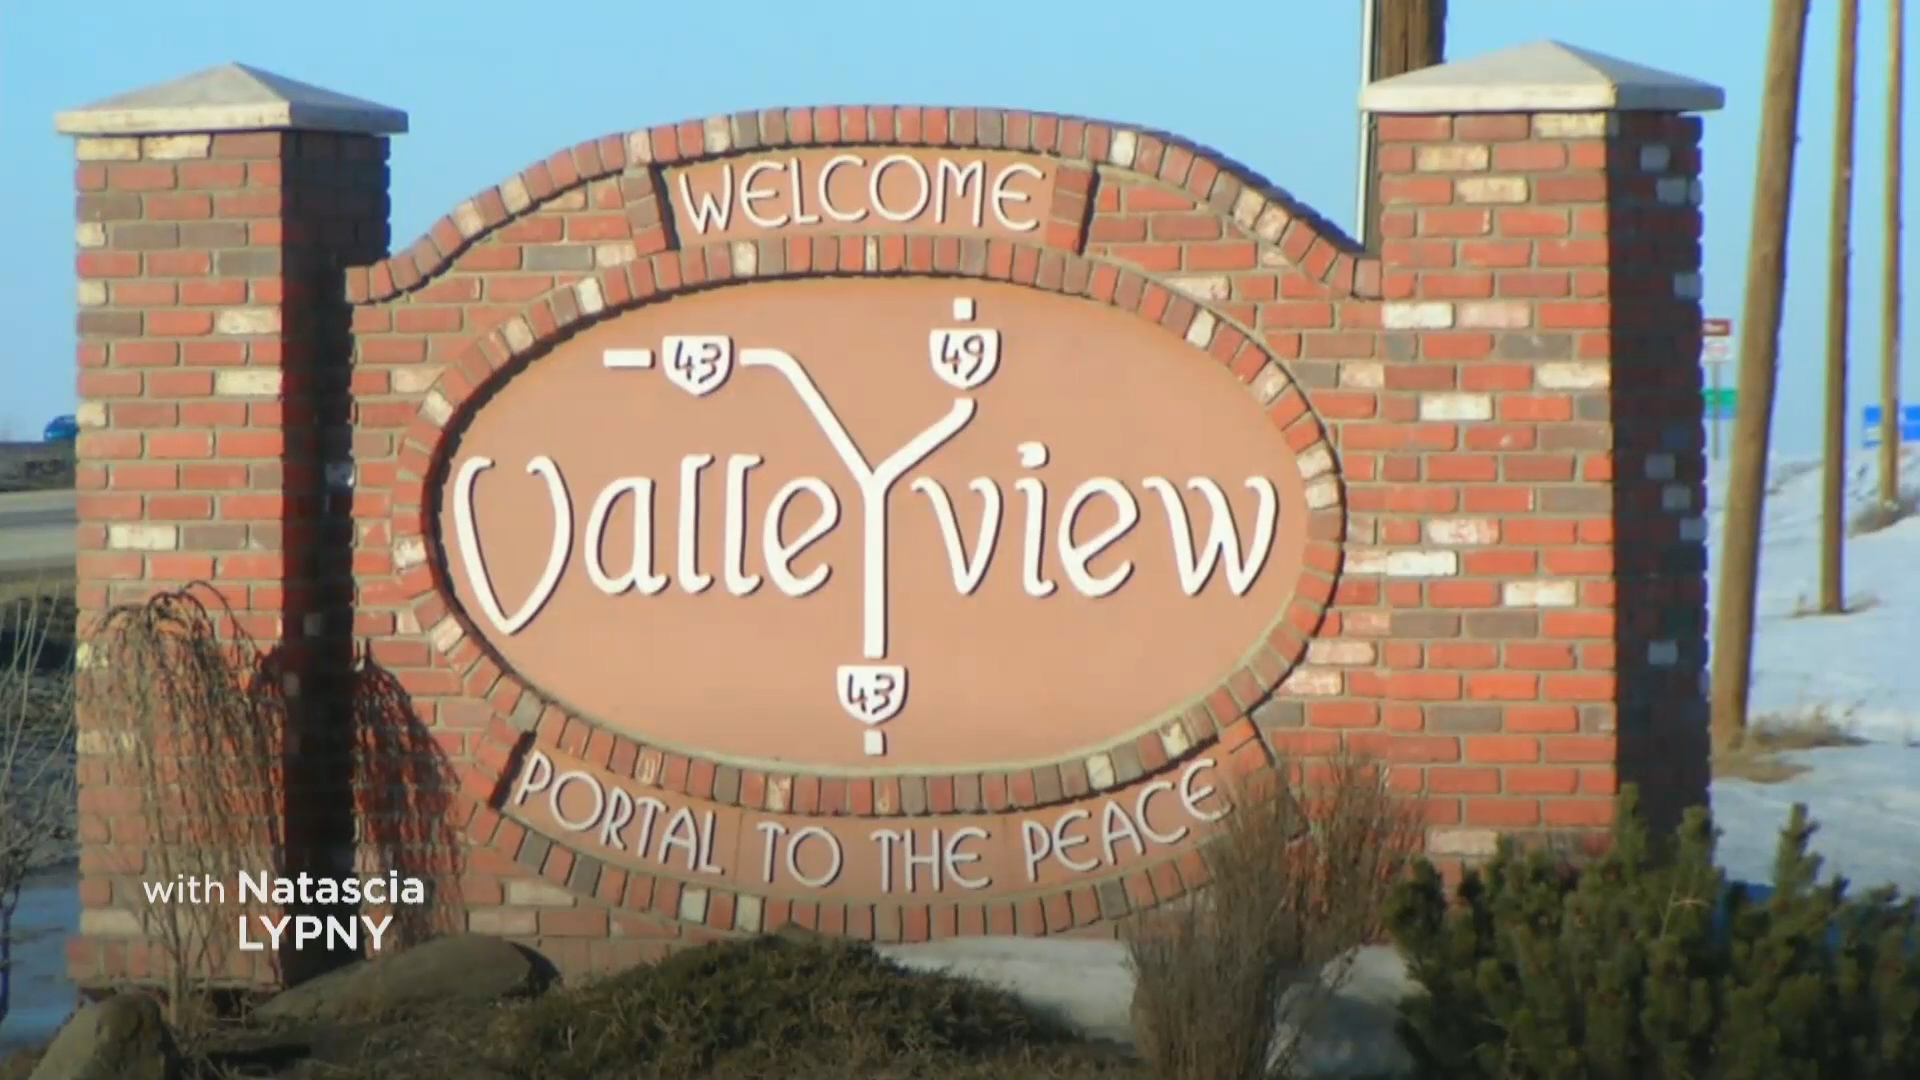 WELCOME
43 49
Valleyview
43
PORTAL TO THE PEACE
with Natascia
LYPNY